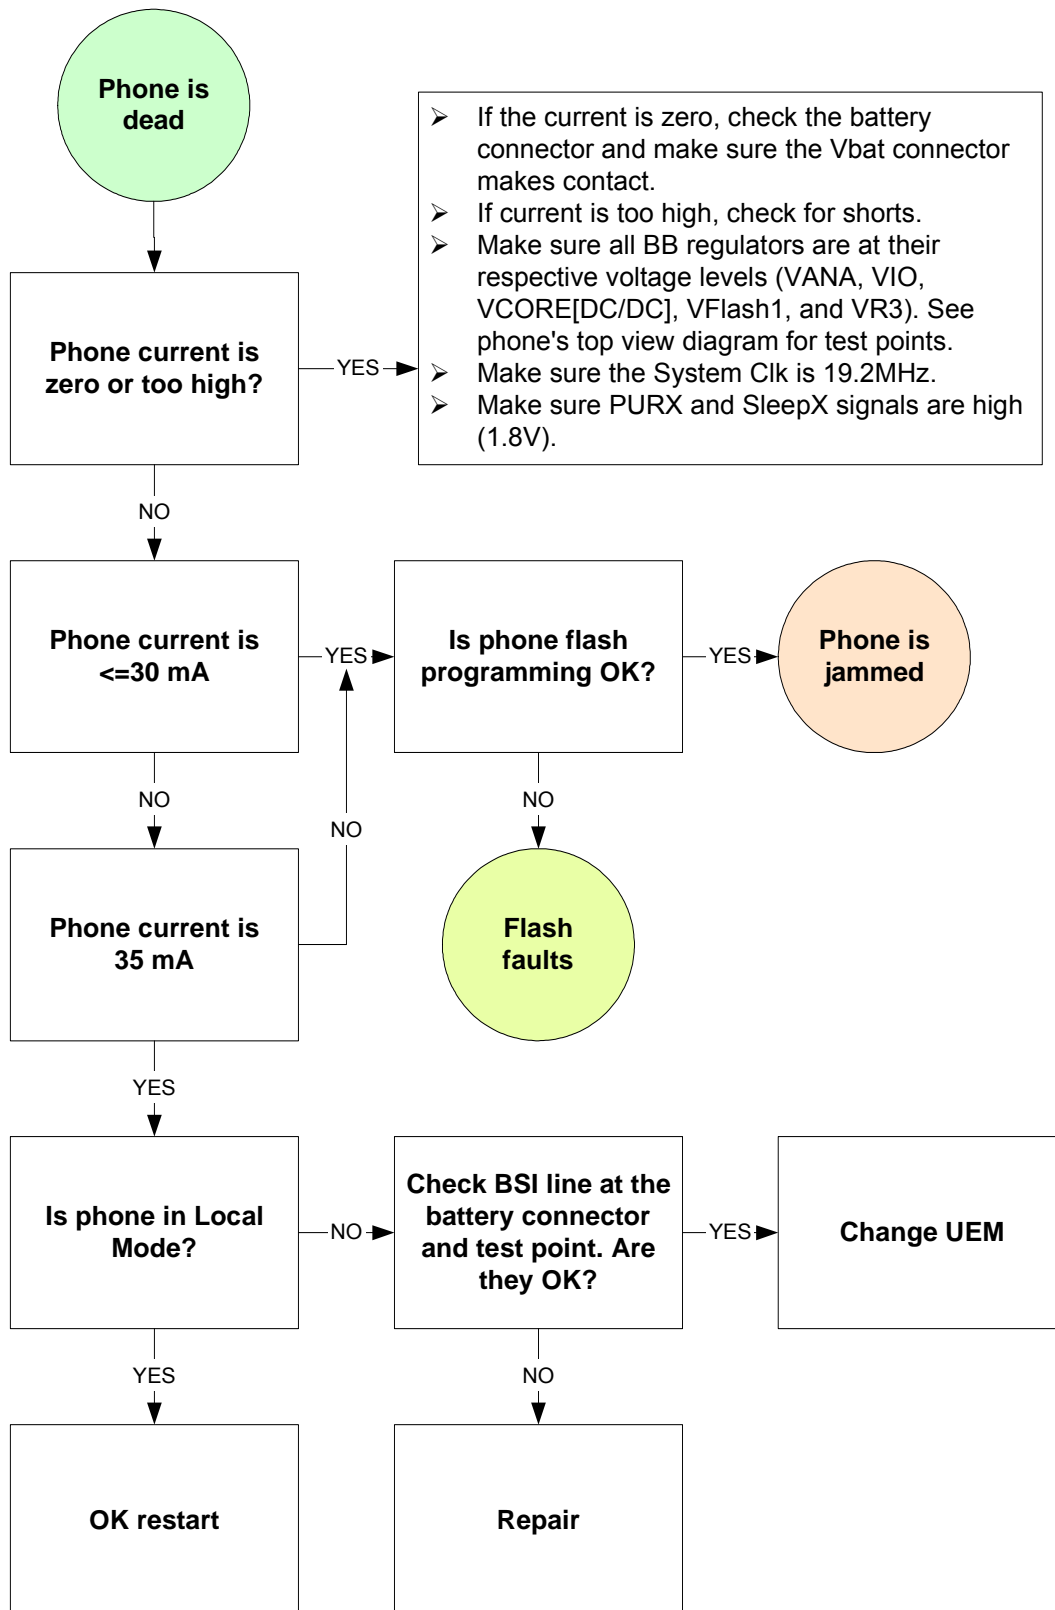 Phone is
dead
➢ If the current is zero, check the battery
connector and make sure the Vbat connector
makes contact.
➢ If current is too high, check for shorts.
➢ Make sure all BB regulators are at their
respective voltage levels (VANA, VIO,
VCORE[DC/DC], VFlash1, and VR3). See
phone's top view diagram for test points.
➢ Make sure the System Clk is 19.2MHz.
➢ Make sure PURX and SleepX signals are high
(1.8V).
Phone current is
zero or too high?
YES
NO
Phone current is
<=30 mA
YES
Is phone flash
programming OK?
YES
Phone is
jammed
NO
NO
NO
Phone current is
35 mA
Flash
faults
YES
Is phone in Local
Mode?
NO
Check BSI line at the
battery connector
and test point. Are
they OK?
YES
Change UEM
YES
NO
OK restart
Repair